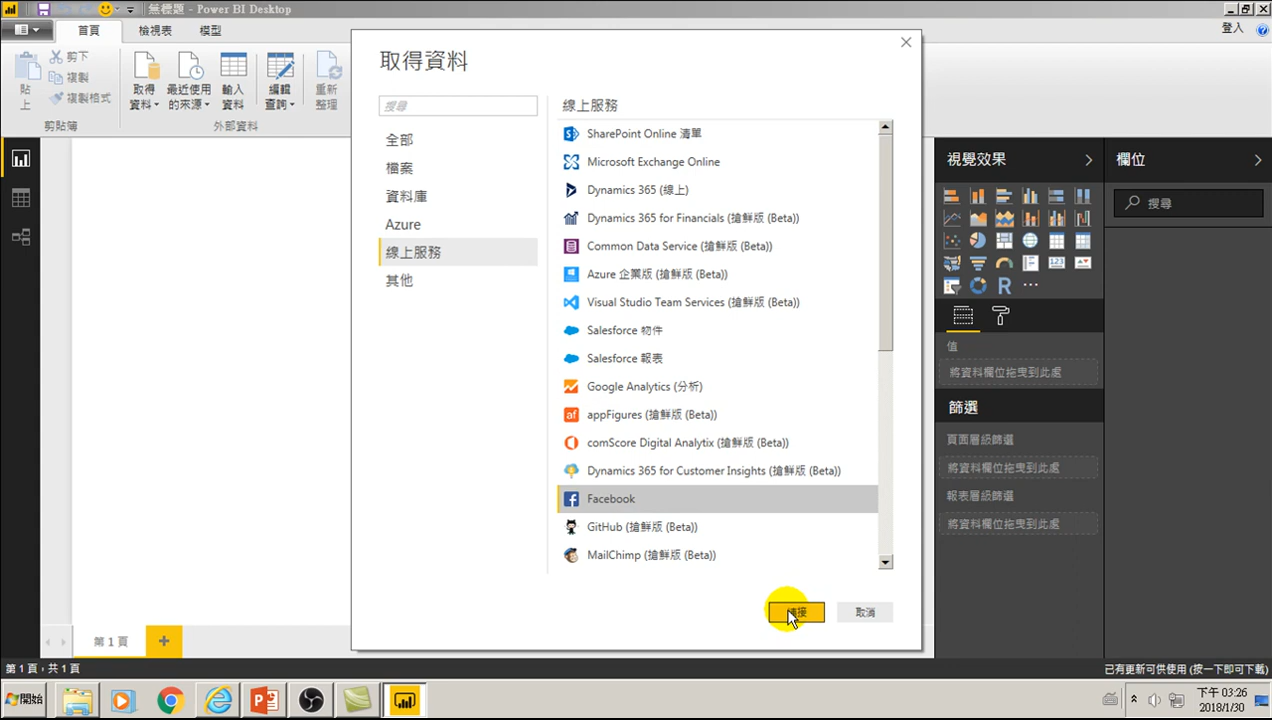 無標題 - Power BI Desktop
首頁
檢視表
模型
登入
貼上
剪下
複製
複製格式
剪貼簿
取得資料
最近使用的來源
輸入資料
編輯查詢
外部資料
重新整理
取得資料
搜尋
全部
檔案
資料庫
Azure
線上服務
其他
線上服務
SharePoint Online 清單
Microsoft Exchange Online
Dynamics 365 (線上)
Dynamics 365 for Financials (搶鮮版 (Beta))
Common Data Service (搶鮮版 (Beta))
Azure 企業版 (搶鮮版 (Beta))
Visual Studio Team Services (搶鮮版 (Beta))
Salesforce 物件
Salesforce 報表
Google Analytics (分析)
appFigures (搶鮮版 (Beta))
comScore Digital Analytix (搶鮮版 (Beta))
Dynamics 365 for Customer Insights (搶鮮版 (Beta))
Facebook
GitHub (搶鮮版 (Beta))
MailChimp (搶鮮版 (Beta))
連接
取消
視覺效果
值
將資料欄位拖曳到此處
篩選
頁面層級篩選
將資料欄位拖曳到此處
報表層級篩選
將資料欄位拖曳到此處
欄位
搜尋
第 1 頁
第 1 頁，共 1 頁
已有更新可供使用 (按一下即可下載)
開始
下午 03:26
2018/1/30